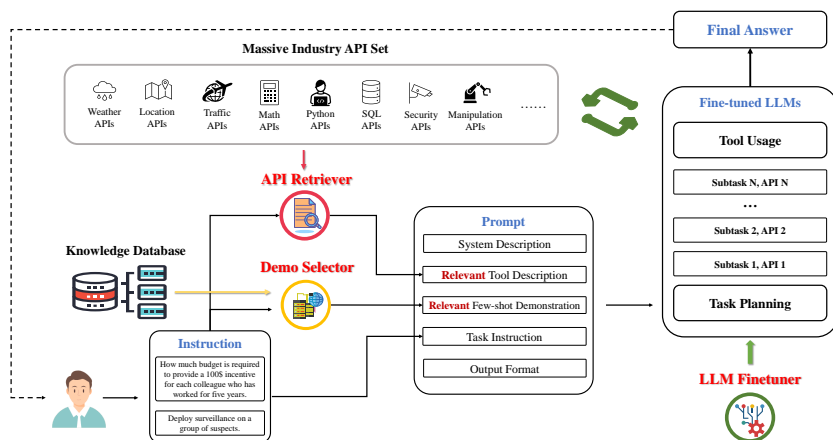 Final Answer
Massive Industry API Set
Weather
APIs
Location
APIs
Traffic
APIs
Math
APIs
Python
APIs
SQL
APIs
Security
APIs
Manipulation
APIs
......
Fine-tuned LLMs
Tool Usage
Subtask N, API N
...
Subtask 2, API 2
Subtask 1, API 1
Task Planning
API Retriever
Knowledge Database
Demo Selector
Prompt
System Description
Relevant Tool Description
Relevant Few-shot Demonstration
Task Instruction
Output Format
Instruction
How much budget is required
to provide a 100$ incentive
for each colleague who has
worked for five years.
Deploy surveillance on a
group of suspects.
LLM Finetuner